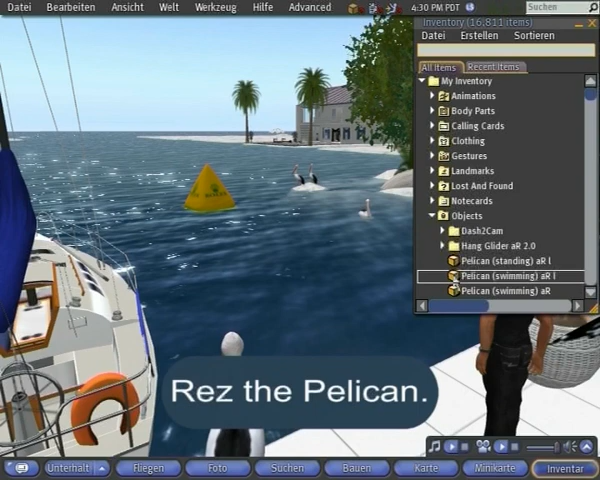 Datei Bearbeiten Ansicht Welt Werkzeug Hilfe Advanced 4:30 PM PDT Suchen
Inventory (16,811 items)
Datei Erstellen Sortieren
All Items Recent Items
My Inventory
Animations
Body Parts
Calling Cards
Clothing
Gestures
Landmarks
Lost And Found
Notecards
Objects
Dash2Cam
Hang Glider aR 2.0
Pelican (standing) aR l
Pelican (swimming) aR l
Pelican (swimming) aR
Rez the Pelican.
Unterhalt Fliegen Foto Suchen Bauen Karte Minikarte Inventar